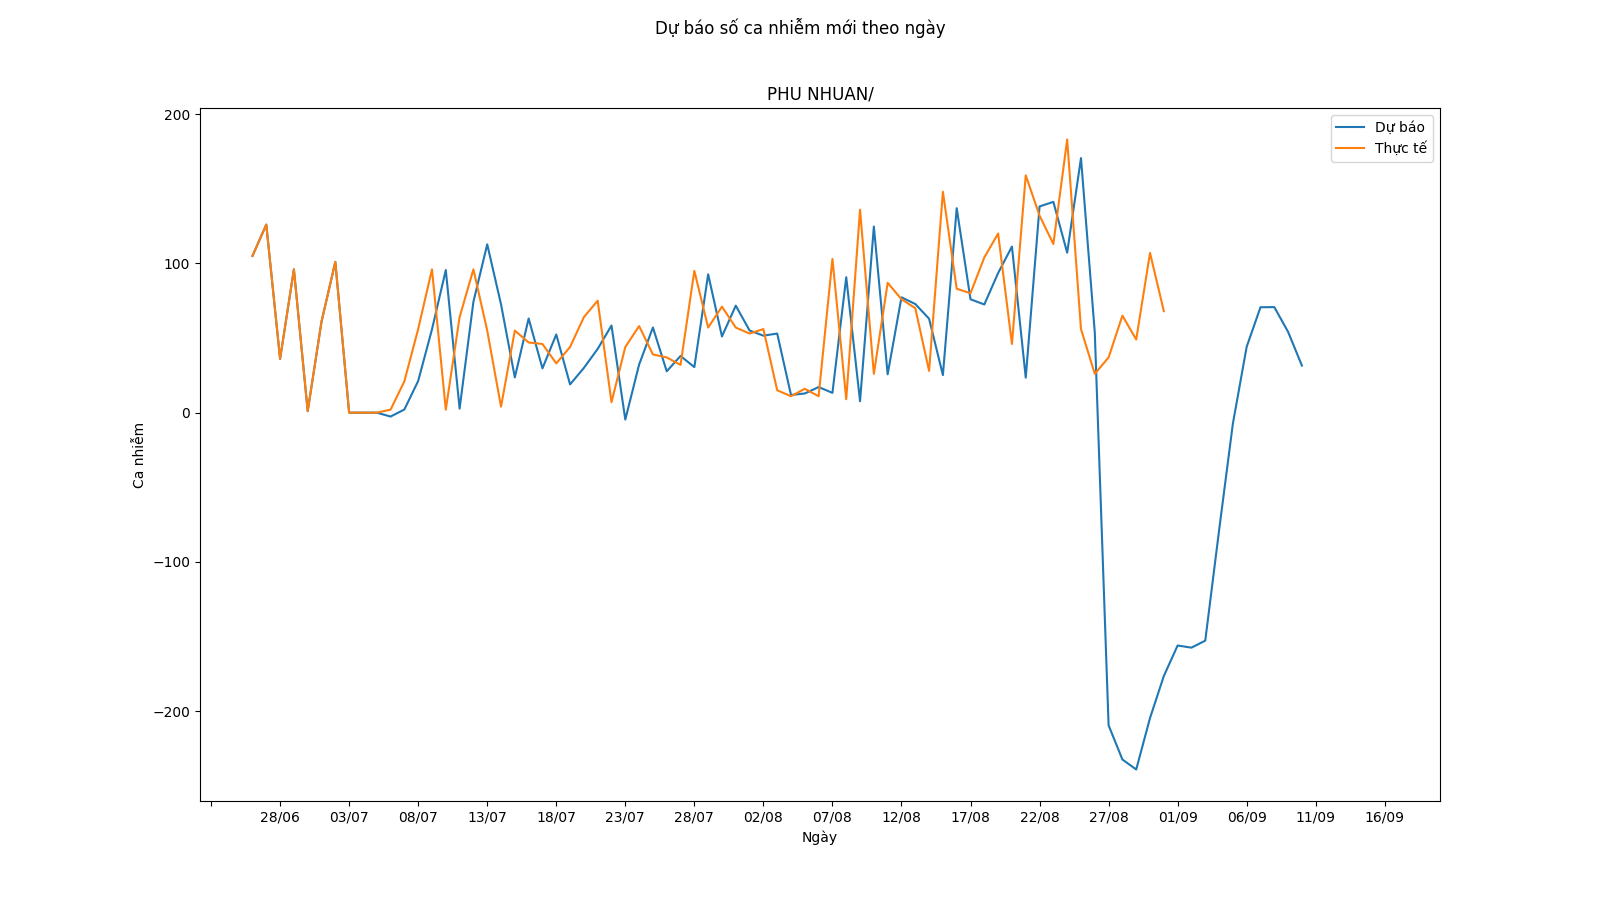 Dự báo số ca nhiễm mới theo ngày
PHU NHUAN/
Dự báo
Thực tế
200
100
0
−100
−200
Ca nhiễm
28/06 03/07 08/07 13/07 18/07 23/07 28/07 02/08 07/08 12/08 17/08 22/08 27/08 01/09 06/09 11/09 16/09
Ngày